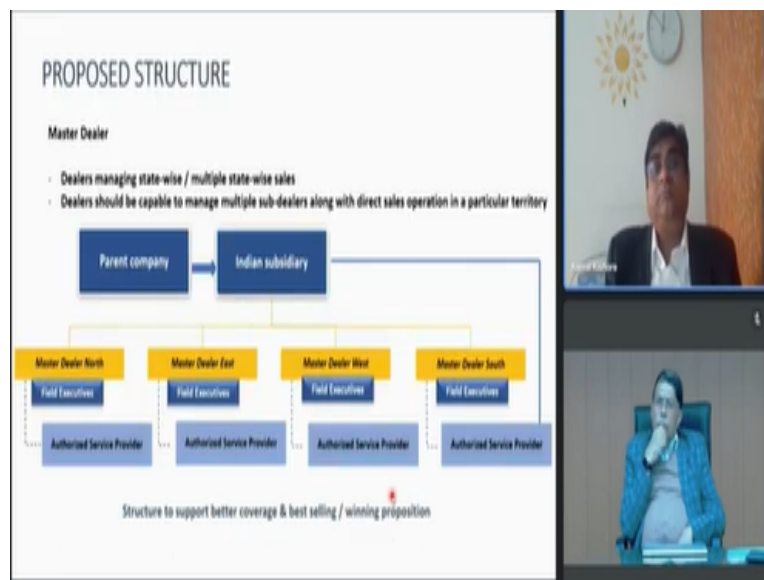 PROPOSED STRUCTURE
Master Dealer
- Dealers managing state-wise / multiple state-wise sales
- Dealers should be capable to manage multiple sub-dealers along with direct sales operation in a particular territory
Parent company
Indian subsidiary
Master Dealer North
Master Dealer East
Master Dealer West
Master Dealer South
Field Executives
Field Executives
Field Executives
Field Executives
Authorized Service Provider
Authorized Service Provider
Authorized Service Provider
Authorized Service Provider
Structure to support better coverage & best selling / winning proposition